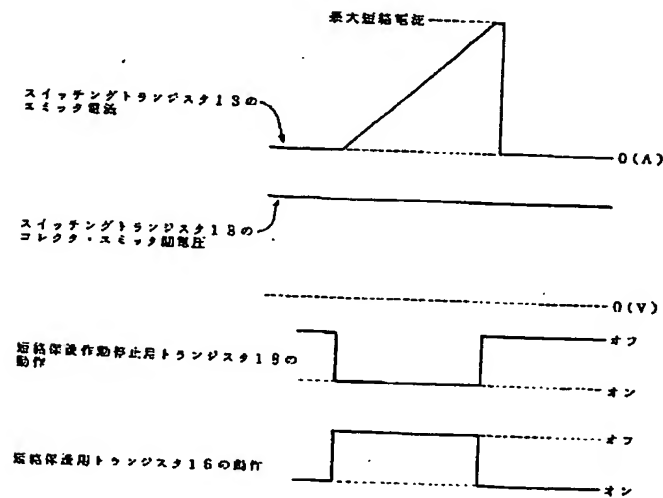 最大短絡電流
スイッチングトランジスタ13の
エミッタ電流
0(A)
スイッチングトランジスタ13の
コレクタ・エミッタ間電圧
0(V)
短絡保護作動停止用トランジスタ19の
動作
オフ
オン
短絡保護用トランジスタ16の動作
オフ
オン